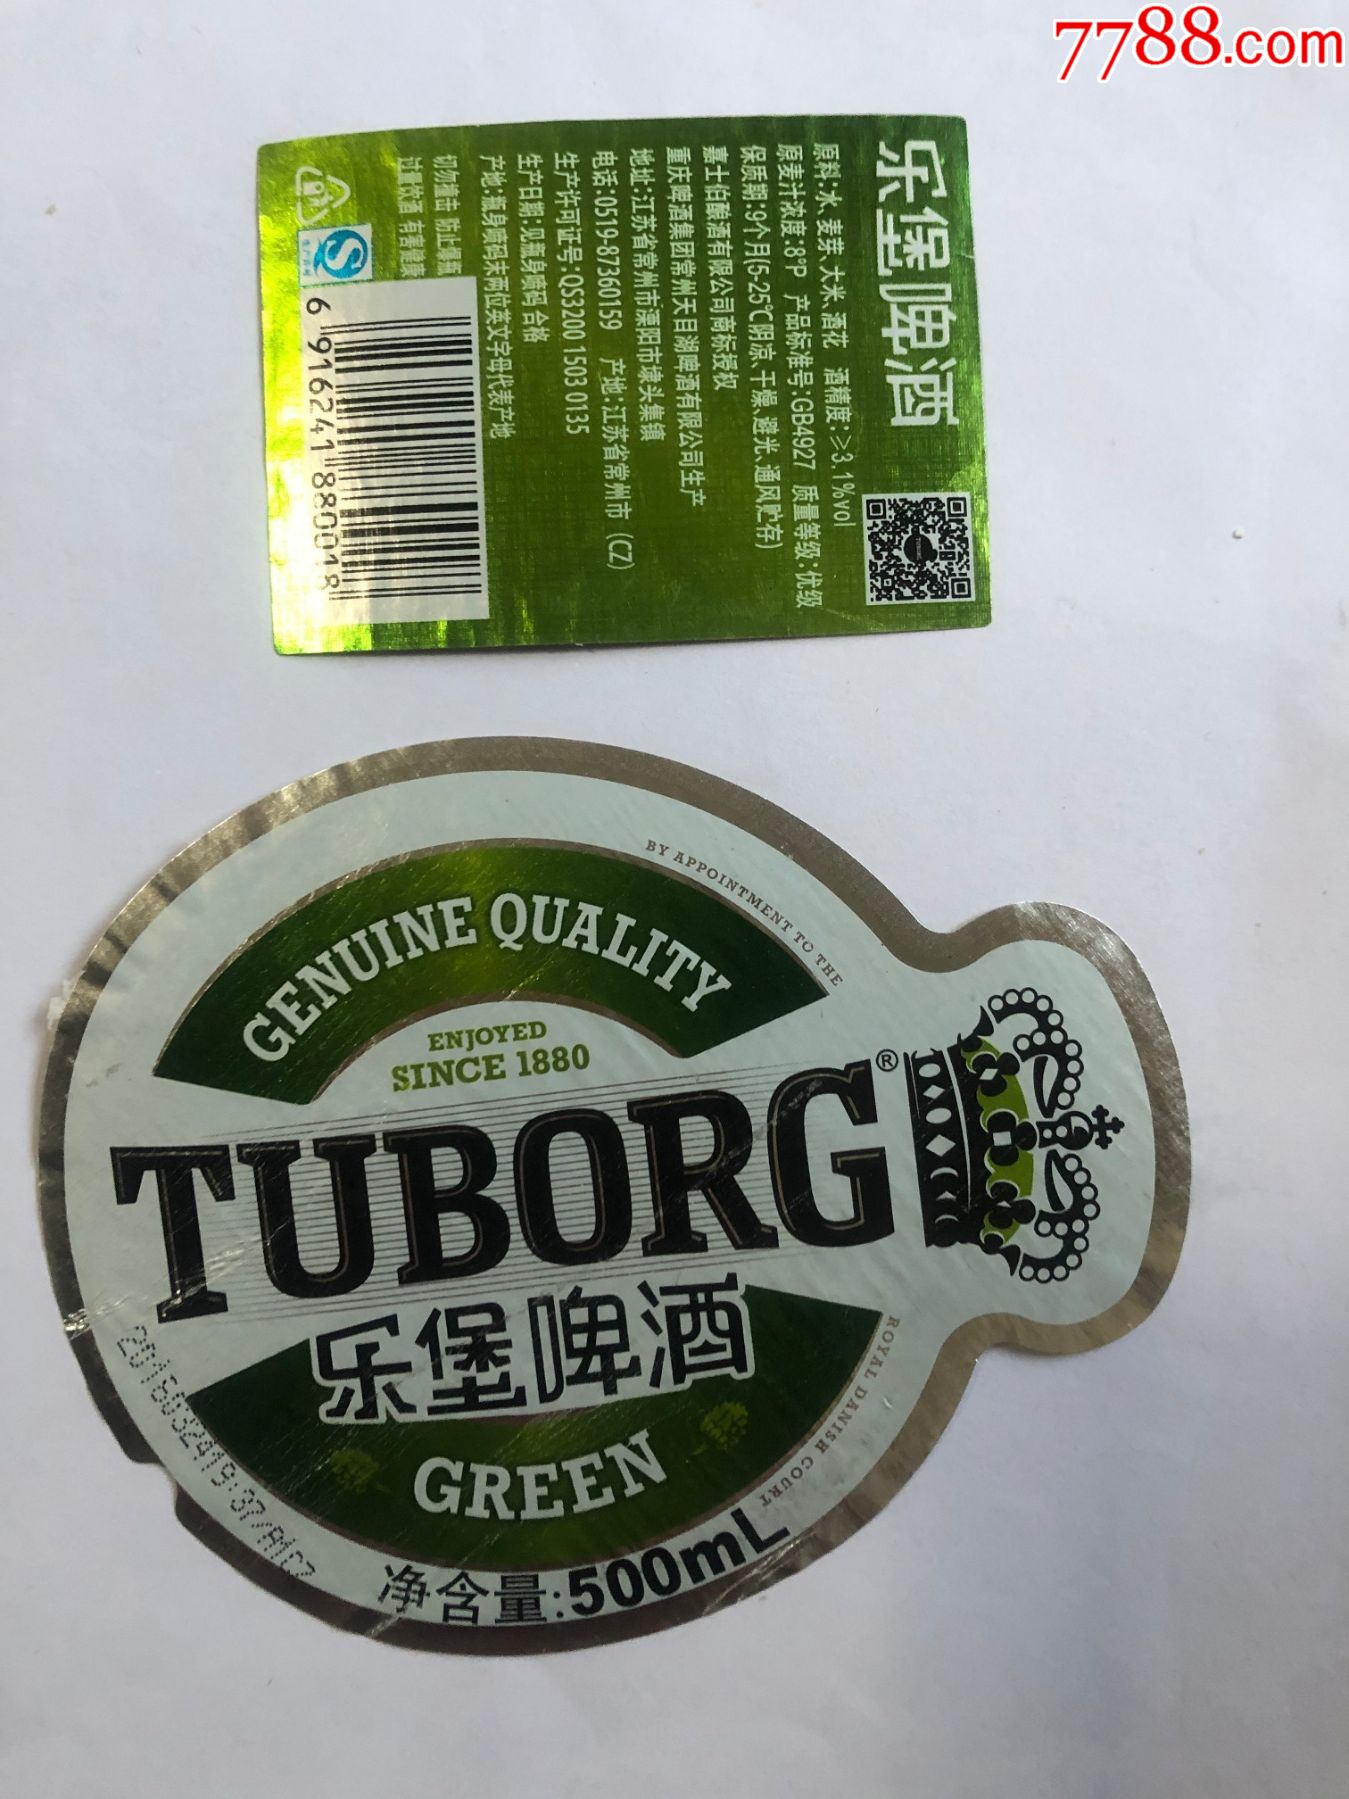 7788.com
乐堡啤酒
原料:水、麦芽、大米、酒花 酒精度:≥3.1%vol
原麦汁浓度:8°P 产品标准号:GB4927 质量等级:优级
保质期:9个月(5-25℃阴凉、干燥、避光、通风贮存)
嘉士伯酿酒有限公司商标授权
重庆啤酒集团常州天目湖啤酒有限公司生产
地址:江苏省常州市溧阳市埭头集镇
电话:0519-87360159 产地:江苏省常州市(CZ)
生产许可证号:QS3200 1503 0135
生产日期:见瓶身喷码 合格
产地:瓶身喷码末两位英文字母代表产地
切勿撞击 防止爆瓶
过量饮酒 有害健康
6 916241 880018
BY APPOINTMENT TO THE
GENUINE QUALITY
ENJOYED
SINCE 1880
TUBORG®
乐堡啤酒
GREEN
ROYAL DANISH COURT
净含量:500mL
2016032419:37/A1CZ